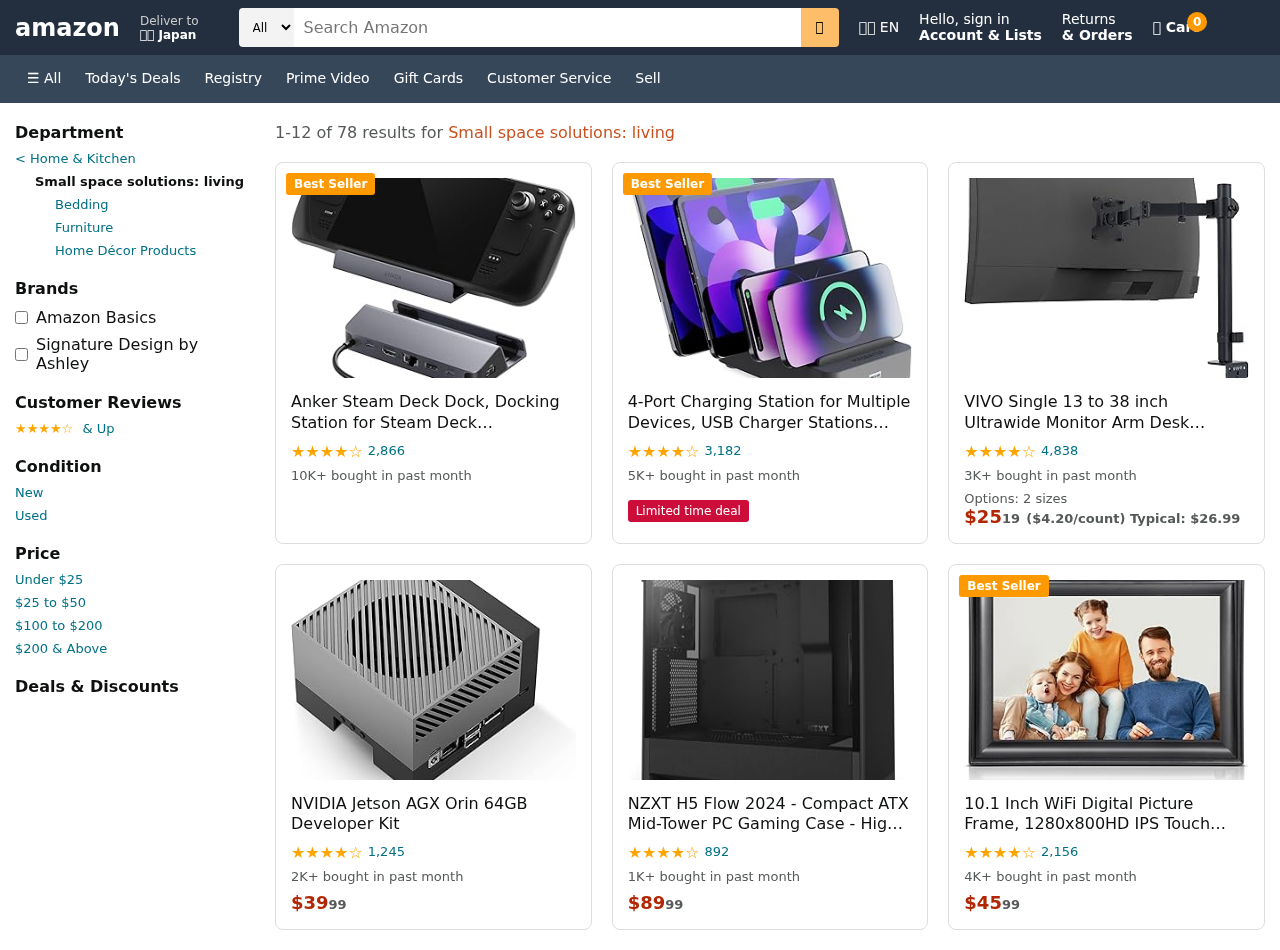 amazon
Deliver to
Japan
All
Search Amazon
EN
Hello, sign in
Account & Lists
Returns
& Orders
0
☰ All
Today's Deals
Registry
Prime Video
Gift Cards
Customer Service
Sell
Department
< Home & Kitchen
Small space solutions: living
Bedding
Furniture
Home Décor Products
Brands
Amazon Basics
Signature Design by
Ashley
Customer Reviews
★★★★☆ & Up
Condition
New
Used
Price
Under $25
$25 to $50
$100 to $200
$200 & Above
Deals & Discounts
1-12 of 78 results for Small space solutions: living
Best Seller
Anker Steam Deck Dock, Docking
Station for Steam Deck…
★★★★☆ 2,866
10K+ bought in past month
Best Seller
4-Port Charging Station for Multiple
Devices, USB Charger Stations…
★★★★☆ 3,182
5K+ bought in past month
Limited time deal
VIVO Single 13 to 38 inch
Ultrawide Monitor Arm Desk…
★★★★☆ 4,838
3K+ bought in past month
Options: 2 sizes
$25 19 ($4.20/count) Typical: $26.99
NVIDIA Jetson AGX Orin 64GB
Developer Kit
★★★★☆ 1,245
2K+ bought in past month
$39 99
NZXT
NZXT H5 Flow 2024 - Compact ATX
Mid-Tower PC Gaming Case - Hig…
★★★★☆ 892
1K+ bought in past month
$89 99
Best Seller
10.1 Inch WiFi Digital Picture
Frame, 1280x800HD IPS Touch…
★★★★☆ 2,156
4K+ bought in past month
$45 99